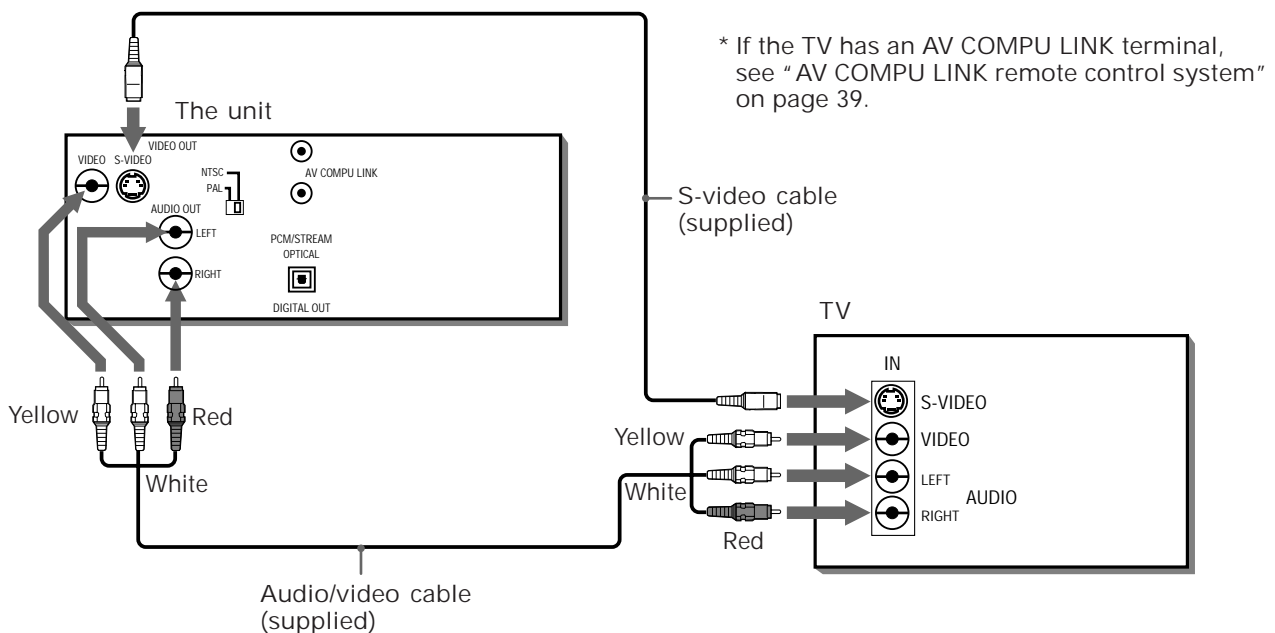 * If the TV has an AV COMPU LINK terminal,
see "AV COMPU LINK remote control system"
on page 39.
The unit
VIDEO OUT
VIDEO S-VIDEO
NTSC
PAL
AV COMPU LINK
AUDIO OUT
LEFT
RIGHT
PCM/STREAM
OPTICAL
DIGITAL OUT
S-video cable
(supplied)
TV
IN
S-VIDEO
VIDEO
LEFT
AUDIO
RIGHT
Yellow
Red
White
Yellow
White
Red
Audio/video cable
(supplied)